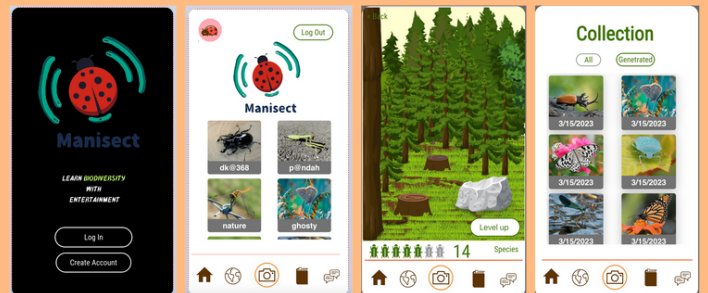 Manisect
LEARN BIODIVERSITY
WITH
ENTERTAINMENT
Log In
Create Account
Log Out
Manisect
dk@368
p@ndah
nature
ghosty
Back
Level up
14
Species
Collection
All
Genetrated
3/15/2023
3/15/2023
3/15/2023
3/15/2023
3/15/2023
3/15/2023